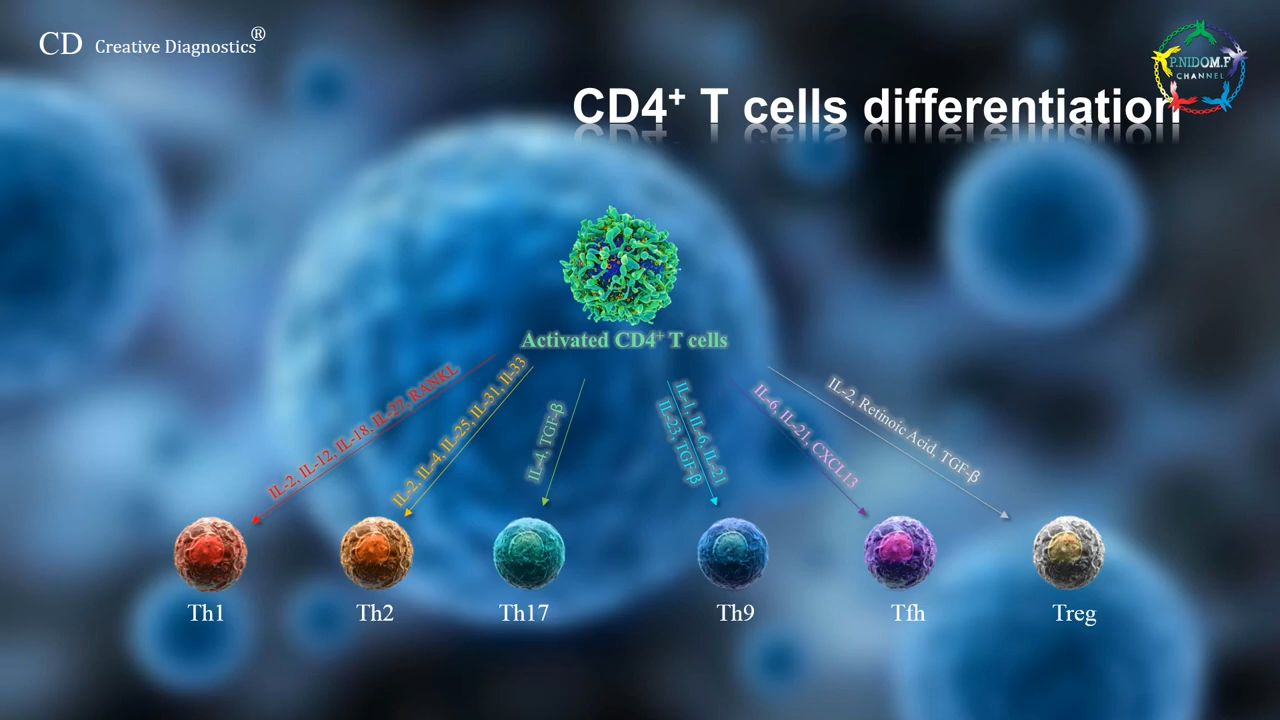 CD Creative Diagnostics®
P.NIDOM.F
CHANNEL
CD4⁺ T cells differentiation
Activated CD4⁺ T cells
IL-2, IL-12, IL-18, IL-27, RANKL
IL-2, IL-4, IL-25, IL-31, Il-33
IL-4, TGF-β
IL-1, IL-6, IL-21
IL-23, TGF-β
IL-6, IL-21, CXCL13
IL-2, Retinoic Acid, TGF-β
Th1
Th2
Th17
Th9
Tfh
Treg